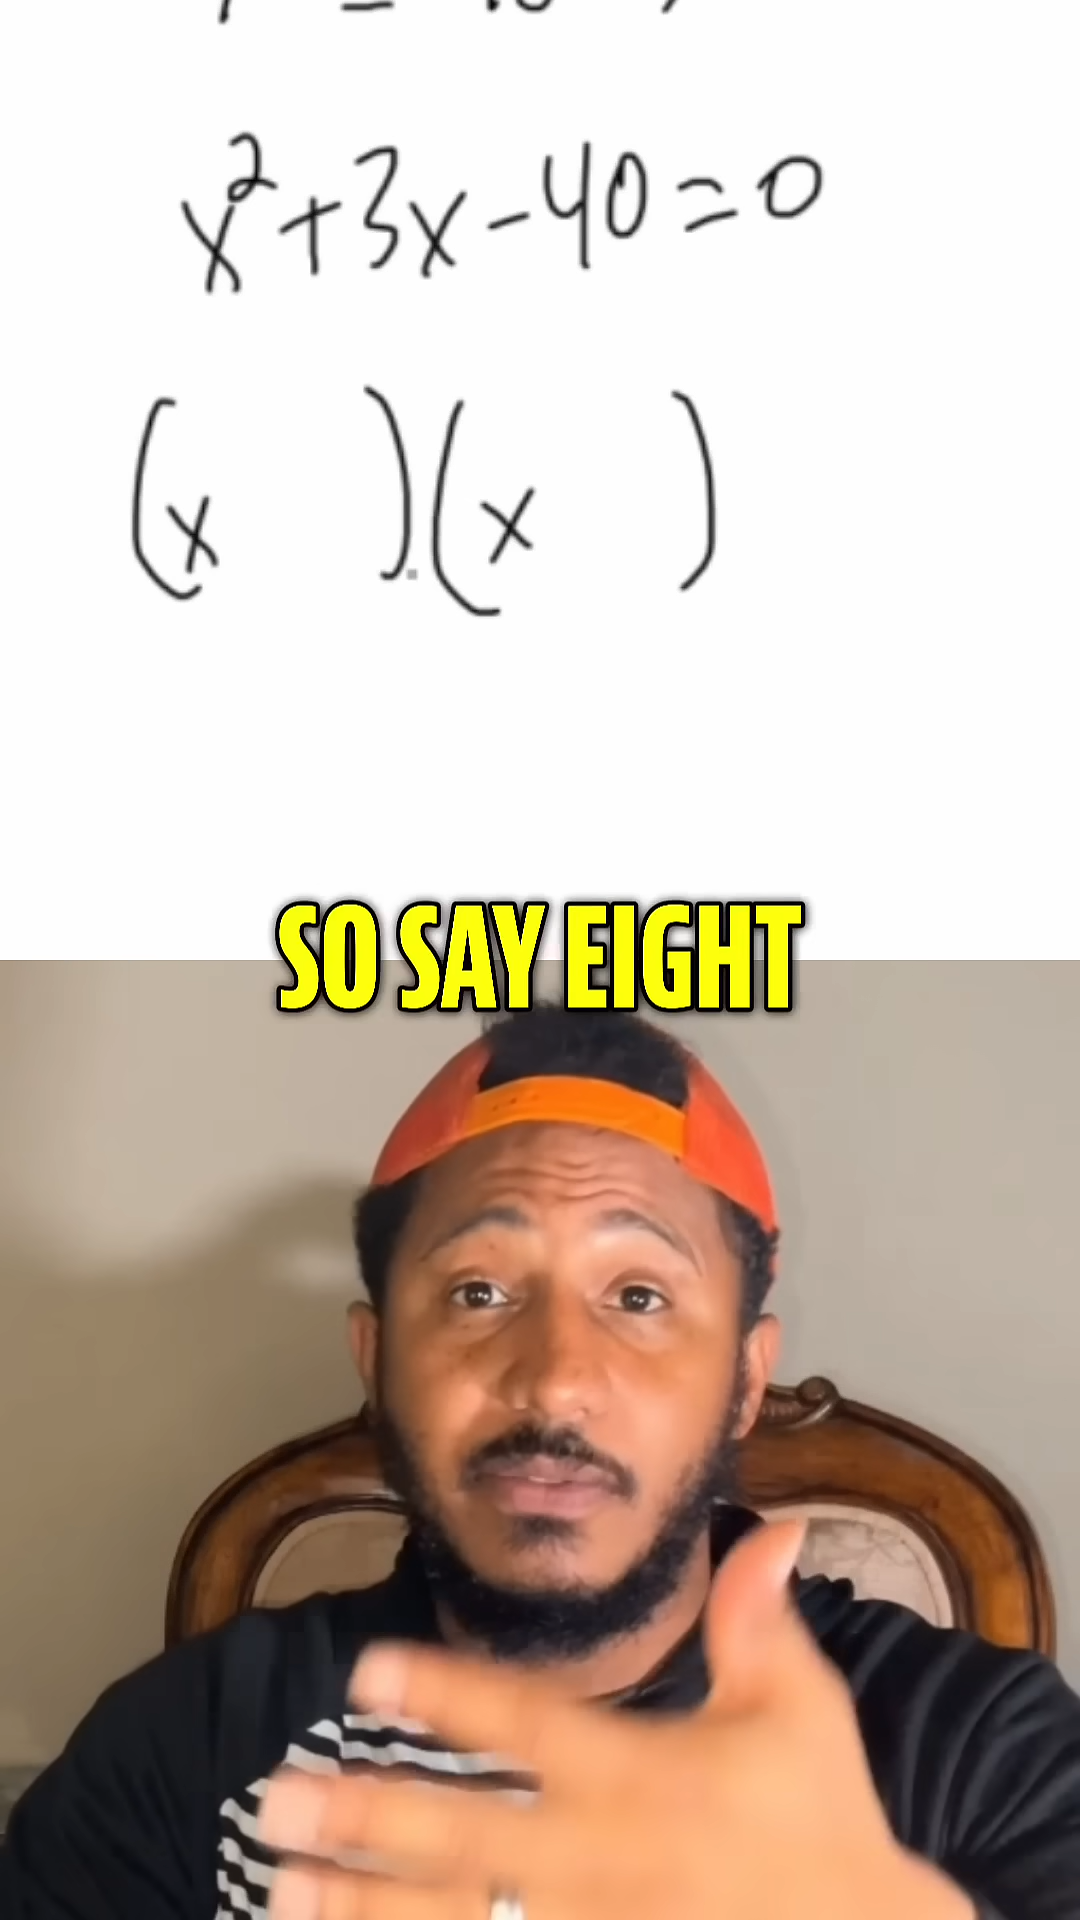 x²+3x-40=0
(x    )(x    )
SO SAY EIGHT